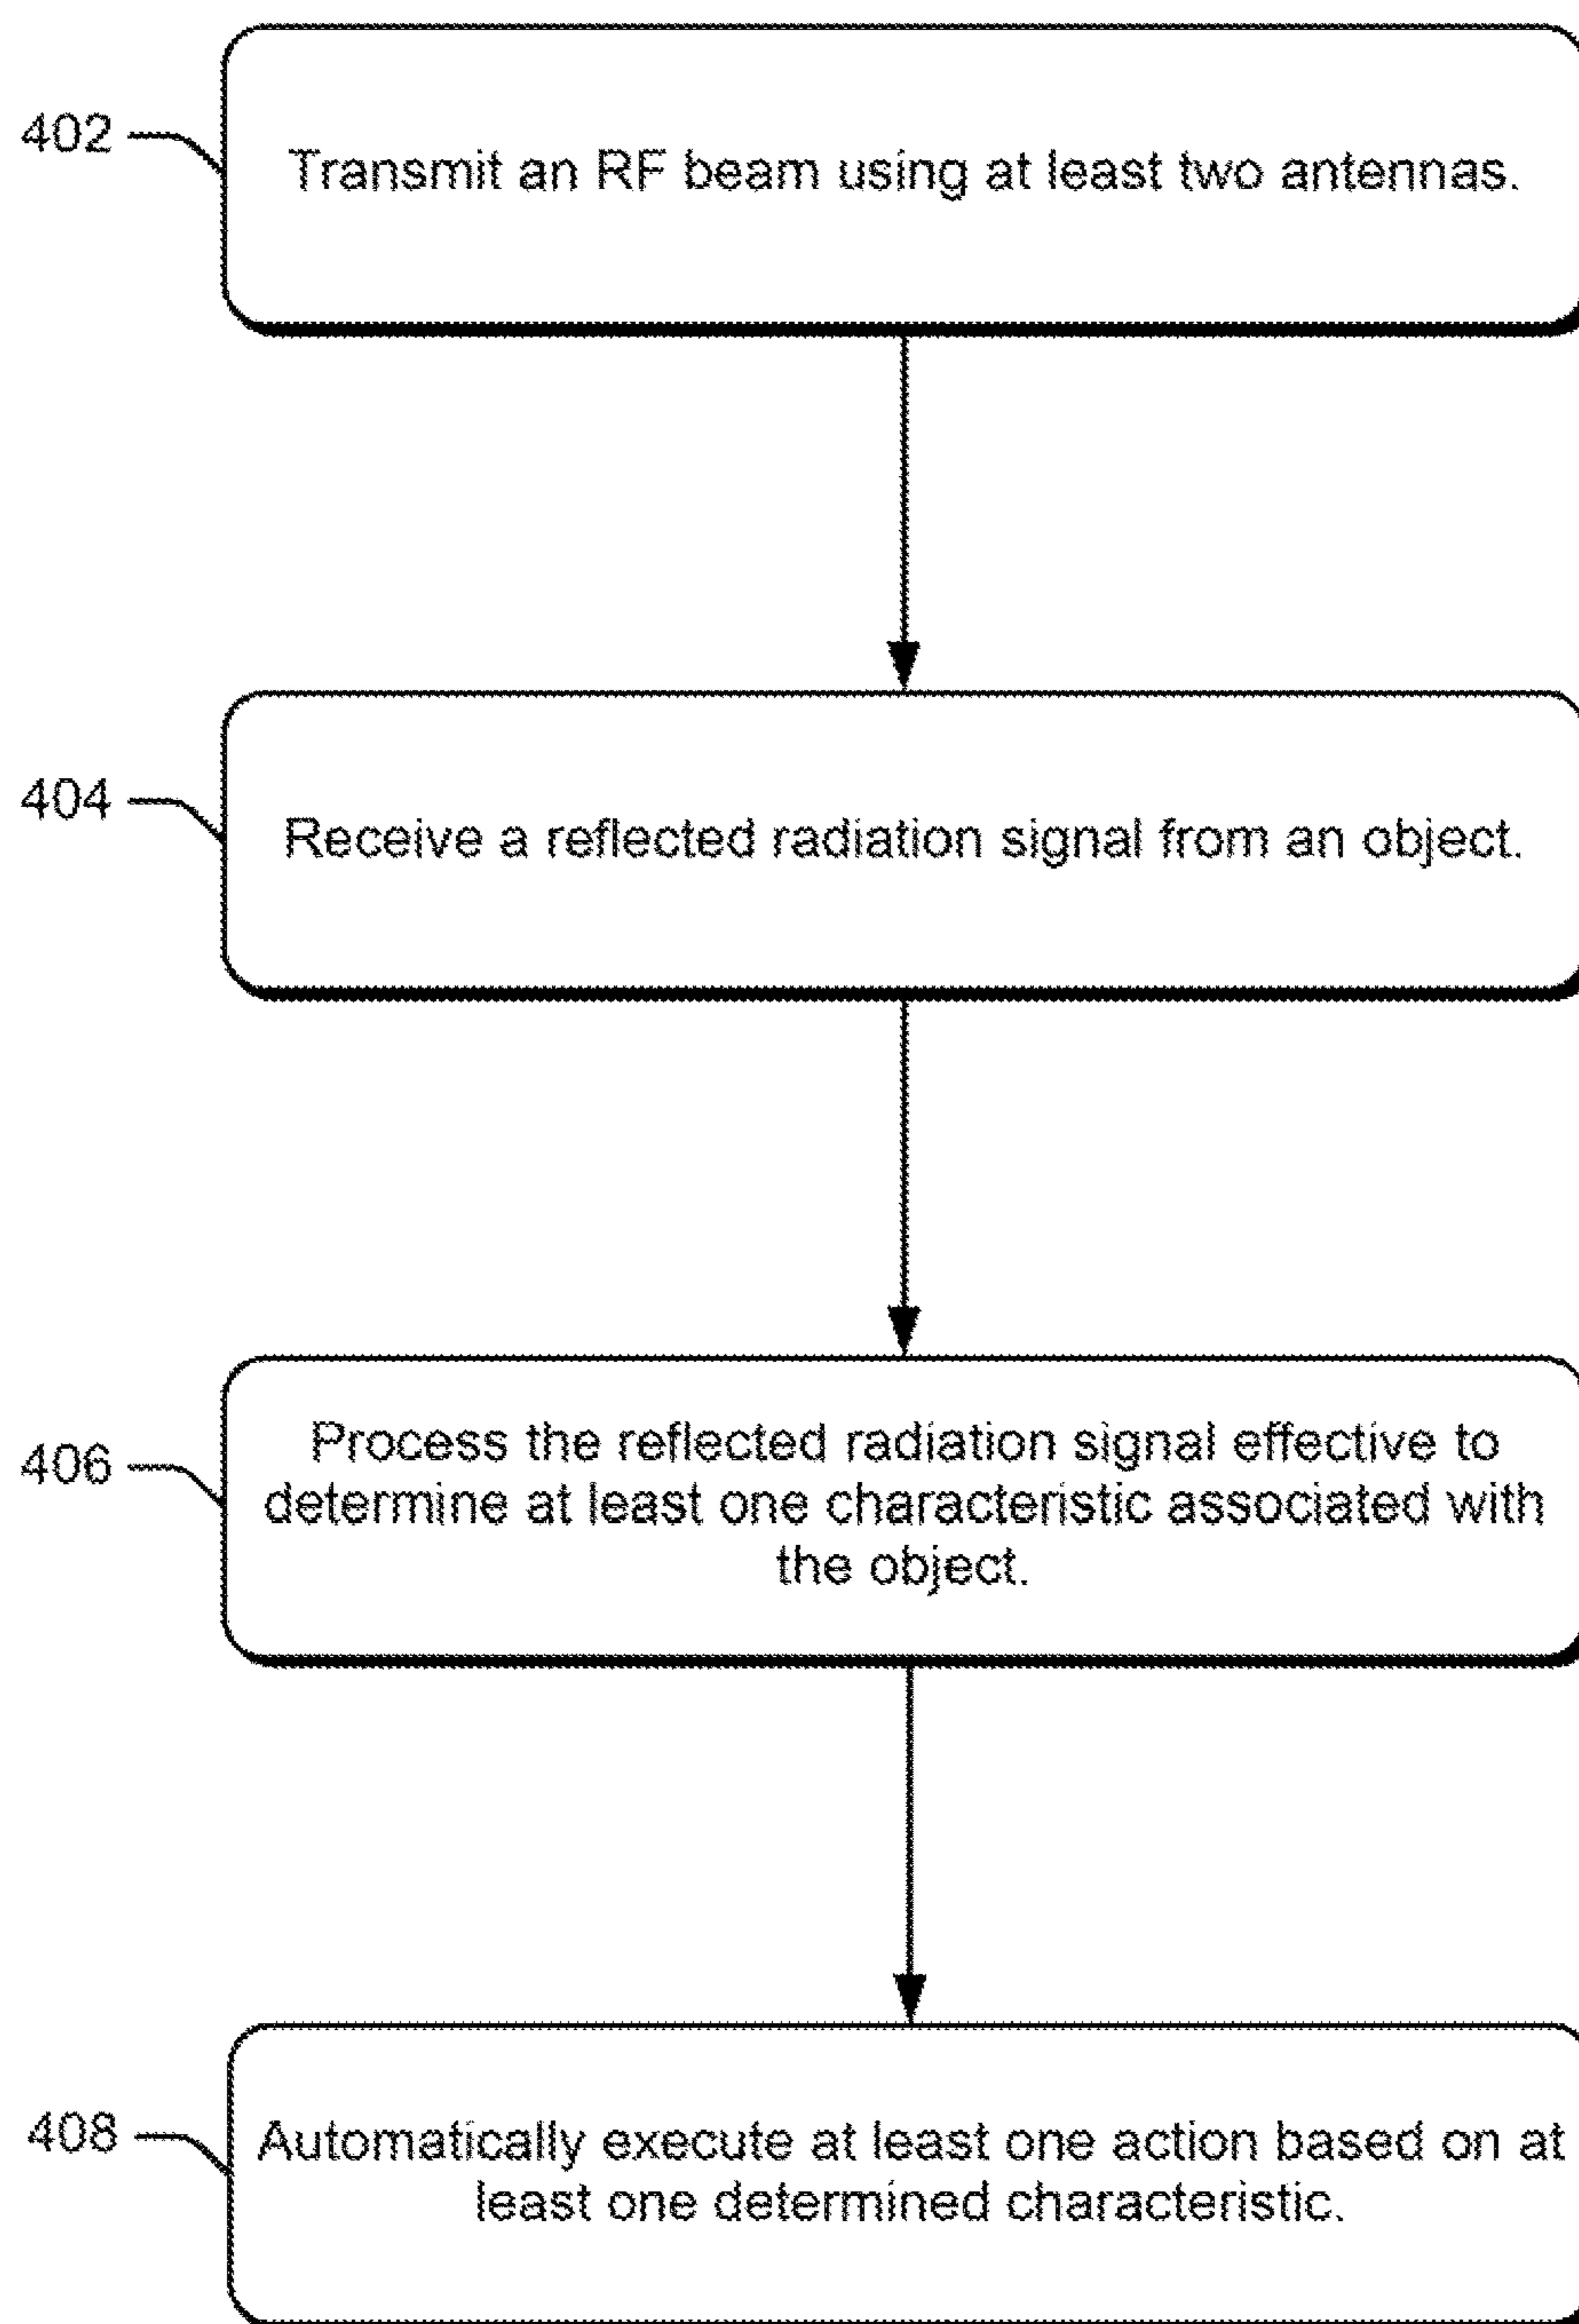 402
Transmit an RF beam using at least two antennas.
404
Receive a reflected radiation signal from an object.
406
Process the reflected radiation signal effective to
determine at least one characteristic associated with
the object.
408
Automatically execute at least one action based on at
least one determined characteristic.